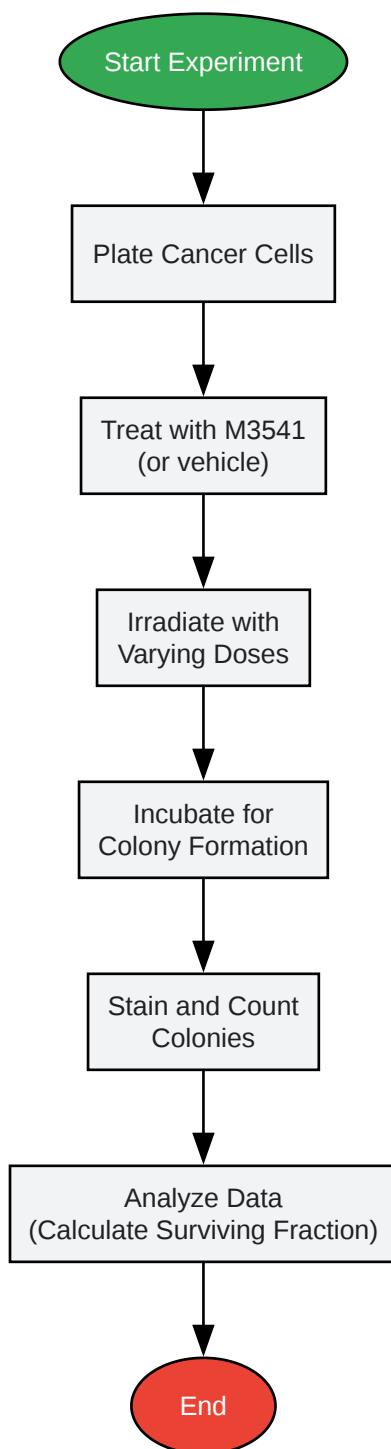 Start Experiment
Plate Cancer Cells
Treat with M3541
(or vehicle)
Irradiate with
Varying Doses
Incubate for
Colony Formation
Stain and Count
Colonies
Analyze Data
(Calculate Surviving Fraction)
End